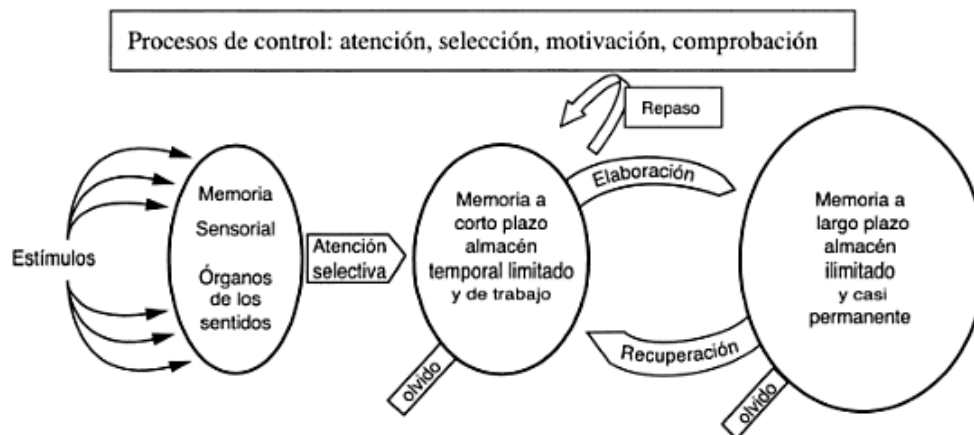 Procesos de control: atención, selección, motivación, comprobación
Repaso
Estímulos
Memoria
Sensorial
Órganos
de los
sentidos
Atención
selectiva
Memoria a
corto plazo
almacén
temporal limitado
y de trabajo
olvido
Elaboración
Recuperación
Memoria a
largo plazo
almacén
ilimitado
y casi
permanente
olvido